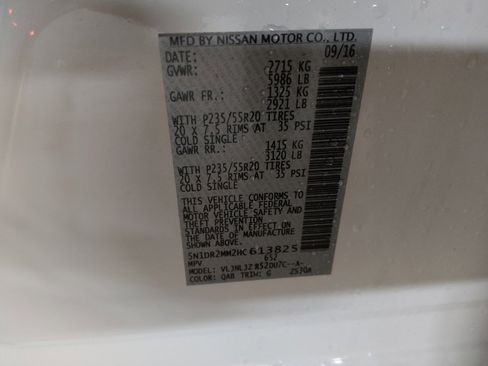 MFD BY NISSAN MOTOR CO., LTD.
DATE: 09/16
GVWR: 2715 KG
5986 LB
GAWR FR.: 1325 KG
2921 LB
WITH P235/55R20 TIRES
20 X 7.5 RIMS AT 35 PSI
COLD SINGLE
GAWR RR.: 1415 KG
3120 LB
WITH P235/55R20 TIRES
20 X 7.5 RIMS AT 35 PSI
COLD SINGLE
THIS VEHICLE CONFORMS TO
ALL APPLICABLE FEDERAL
MOTOR VEHICLE SAFETY AND
THEFT PREVENTION
STANDARDS IN EFFECT ON
THE DATE OF MANUFACTURE
SHOWN ABOVE.
5N1DR2MM2HC613825
MPV 652
MODEL: R52DU7C--A-
COLOR: QAB TRIM: G